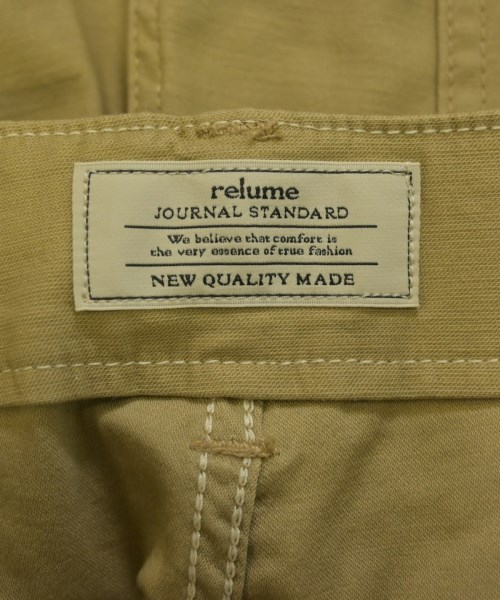 relume
JOURNAL STANDARD
We believe that comfort is
the very essence of true fashion
NEW QUALITY MADE